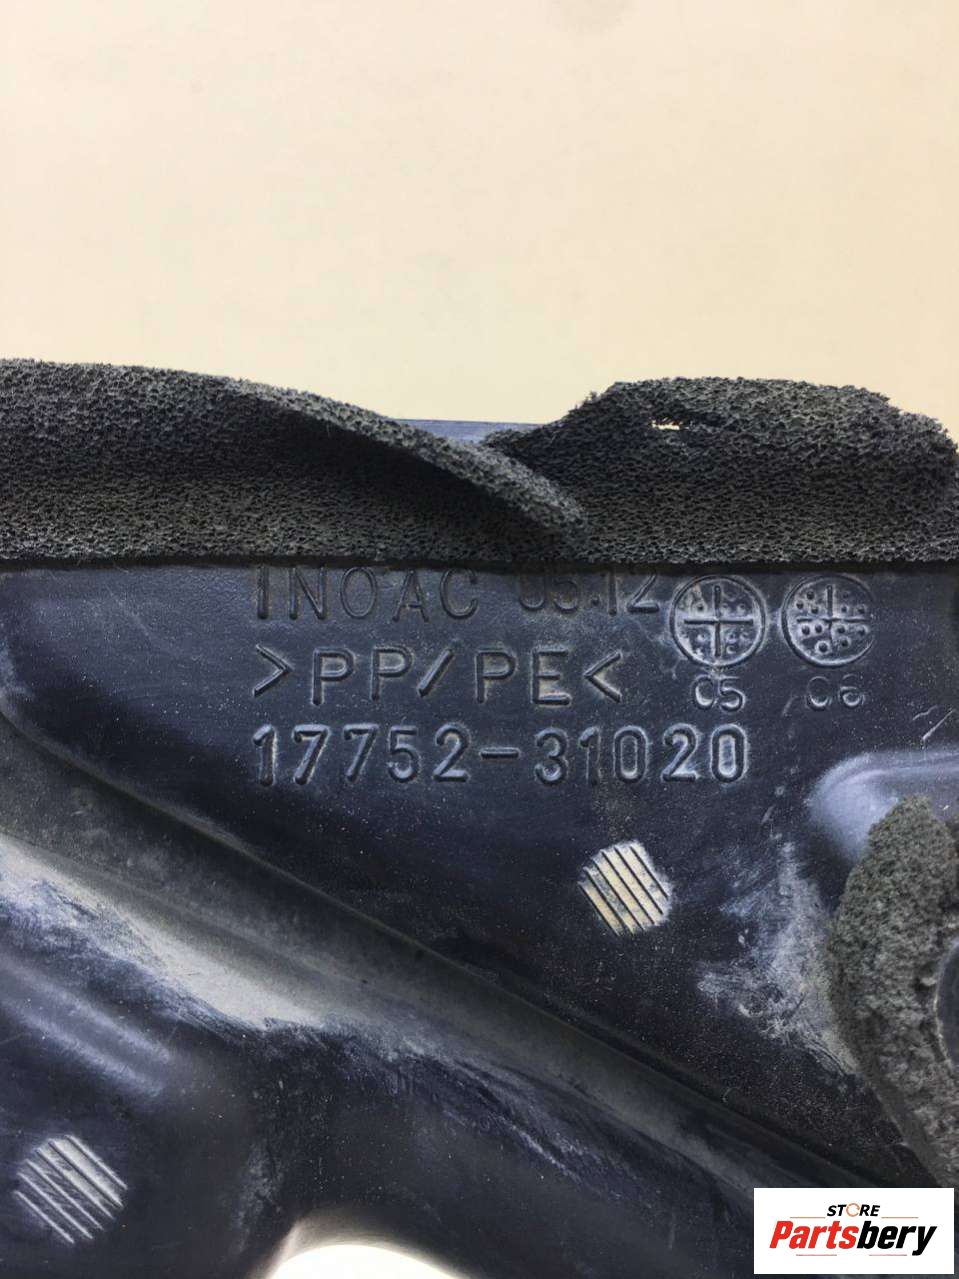 INOAC 05.12
>PP/PE<
C5 C6
17752-31020
STORE
Partsbery